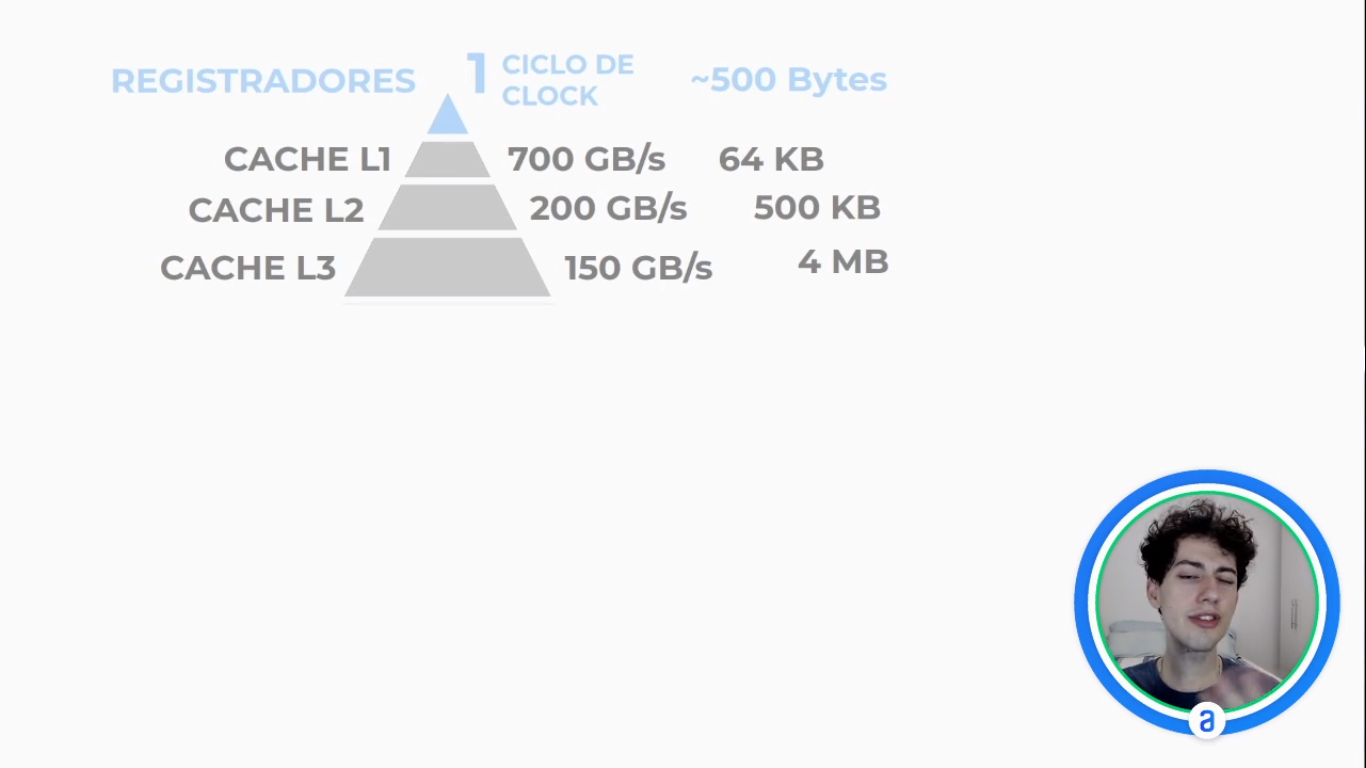 REGISTRADORES 1 CICLO DE CLOCK ~500 Bytes
CACHE L1 700 GB/s 64 KB
CACHE L2 200 GB/s 500 KB
CACHE L3 150 GB/s 4 MB
a